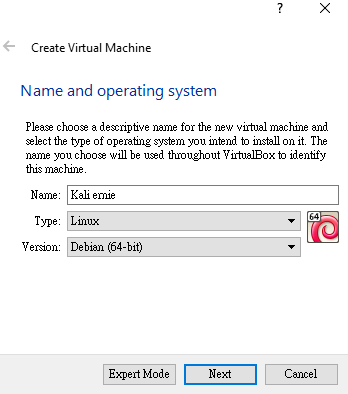 ?
Create Virtual Machine
Name and operating system
Please choose a descriptive name for the new virtual machine and
select the type of operating system you intend to install on it. The
name you choose will be used throughout VirtualBox to identify
this machine.
Name: Kali ernie
Type: Linux
64
Version: Debian (64-bit)
Expert Mode Next Cancel